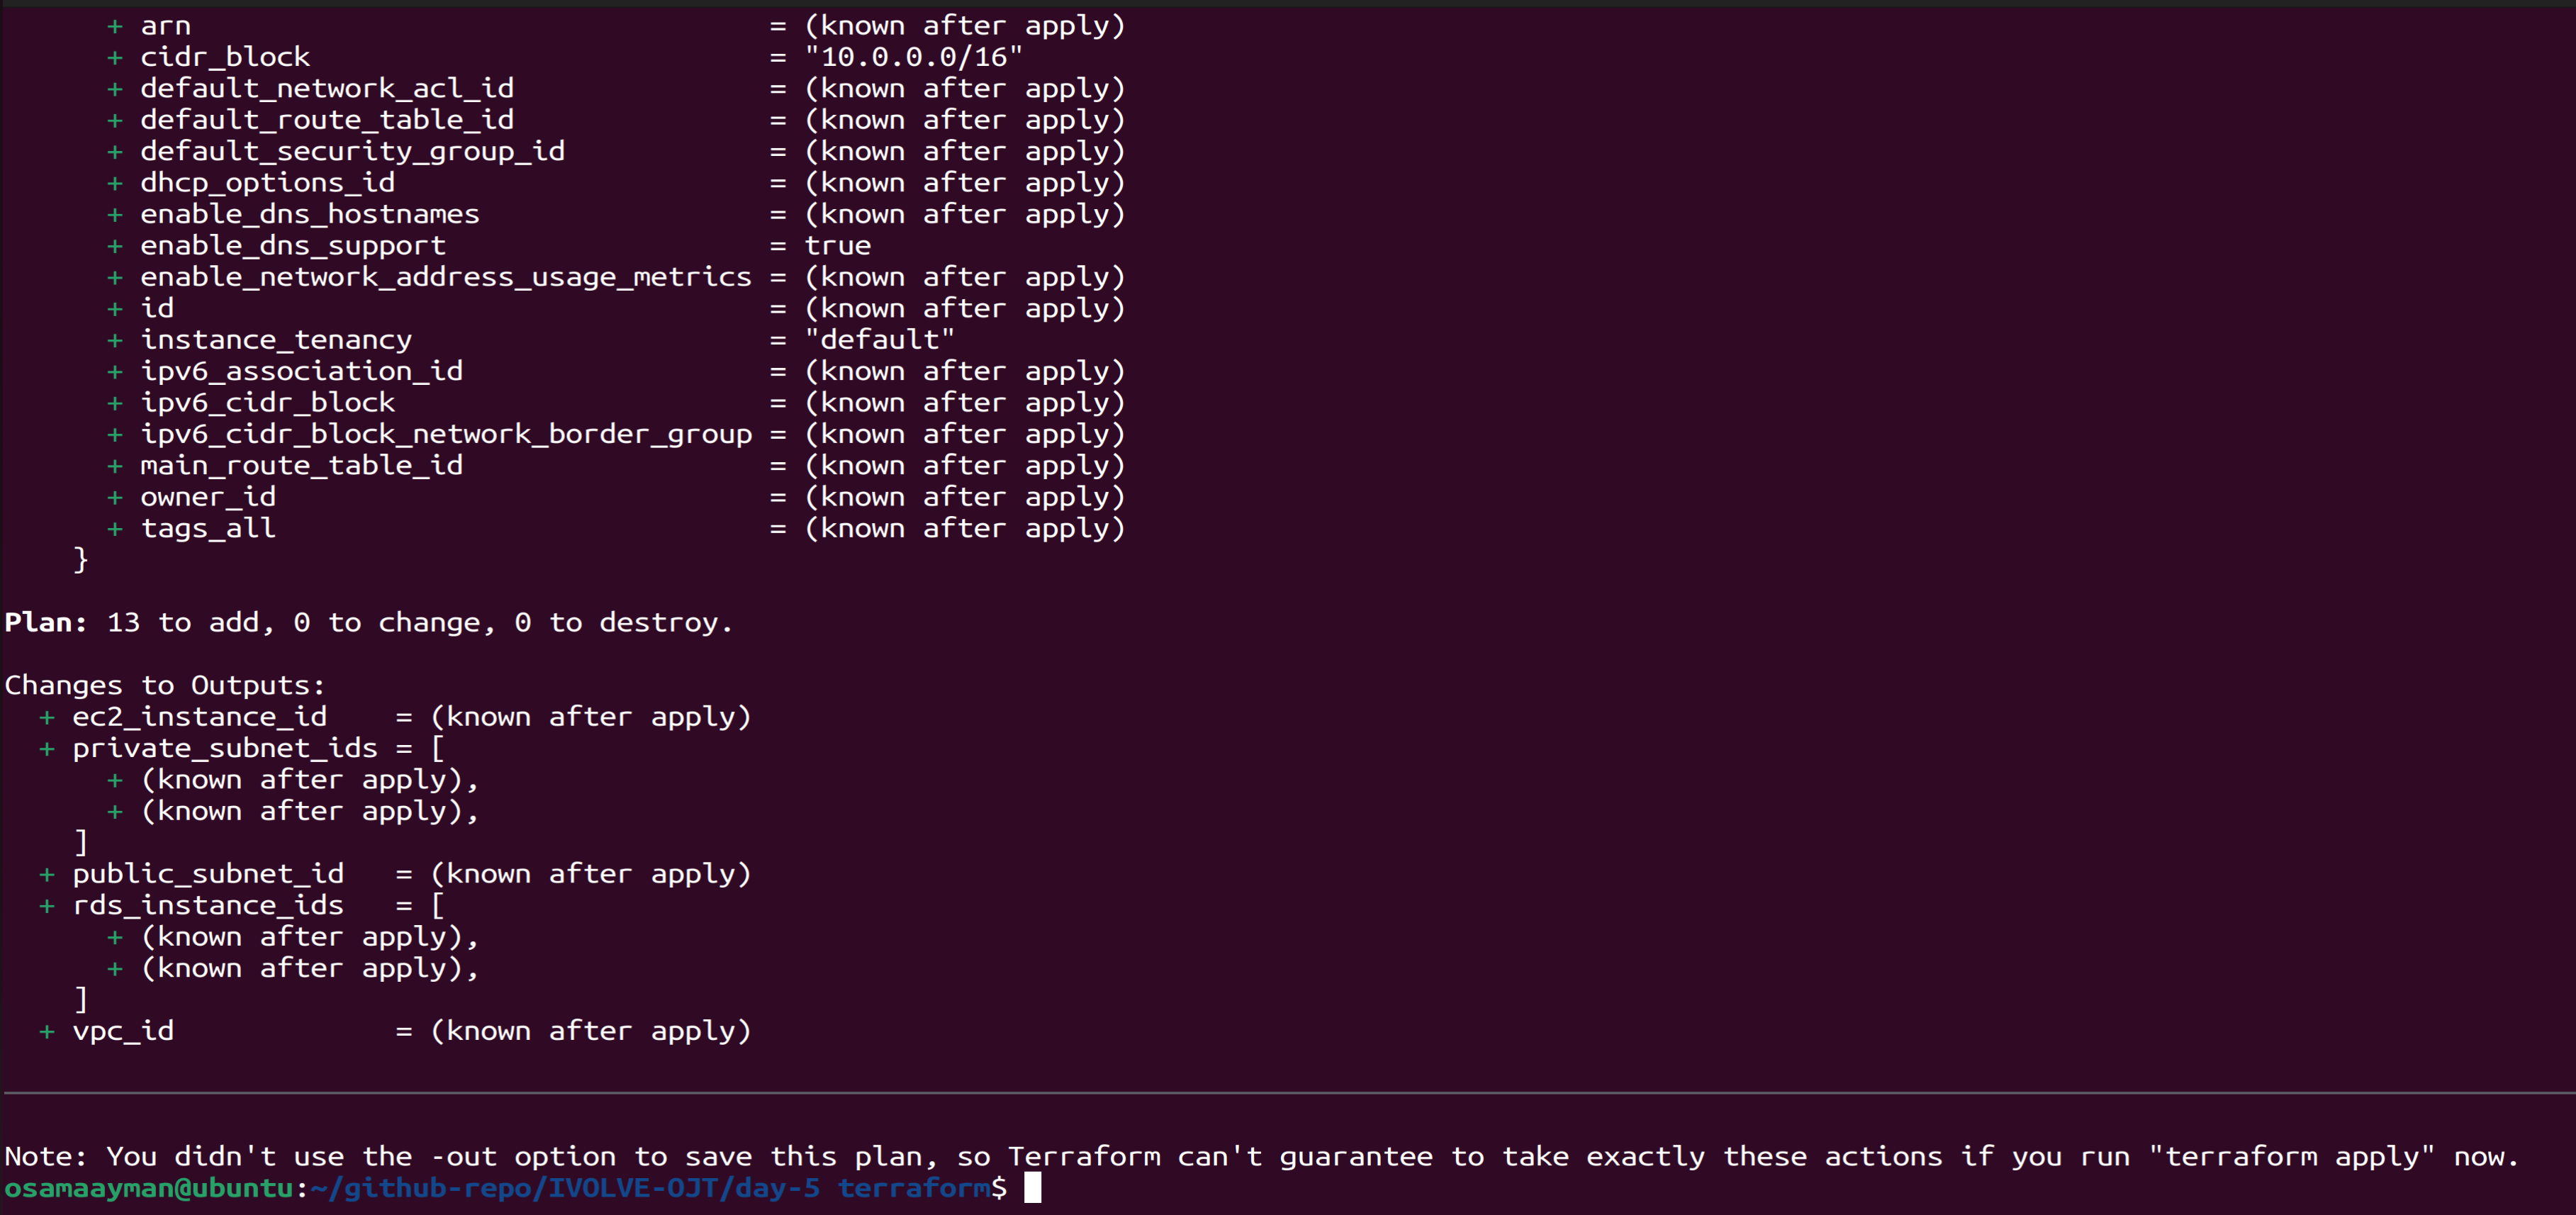 + arn = (known after apply)
+ cidr_block = "10.0.0.0/16"
+ default_network_acl_id = (known after apply)
+ default_route_table_id = (known after apply)
+ default_security_group_id = (known after apply)
+ dhcp_options_id = (known after apply)
+ enable_dns_hostnames = (known after apply)
+ enable_dns_support = true
+ enable_network_address_usage_metrics = (known after apply)
+ id = (known after apply)
+ instance_tenancy = "default"
+ ipv6_association_id = (known after apply)
+ ipv6_cidr_block = (known after apply)
+ ipv6_cidr_block_network_border_group = (known after apply)
+ main_route_table_id = (known after apply)
+ owner_id = (known after apply)
+ tags_all = (known after apply)
}
Plan: 13 to add, 0 to change, 0 to destroy.
Changes to Outputs:
+ ec2_instance_id = (known after apply)
+ private_subnet_ids = [
+ (known after apply),
+ (known after apply),
]
+ public_subnet_id = (known after apply)
+ rds_instance_ids = [
+ (known after apply),
+ (known after apply),
]
+ vpc_id = (known after apply)
Note: You didn't use the -out option to save this plan, so Terraform can't guarantee to take exactly these actions if you run "terraform apply" now.
osamaayman@ubuntu:~/github-repo/IVOLVE-OJT/day-5 terraform$